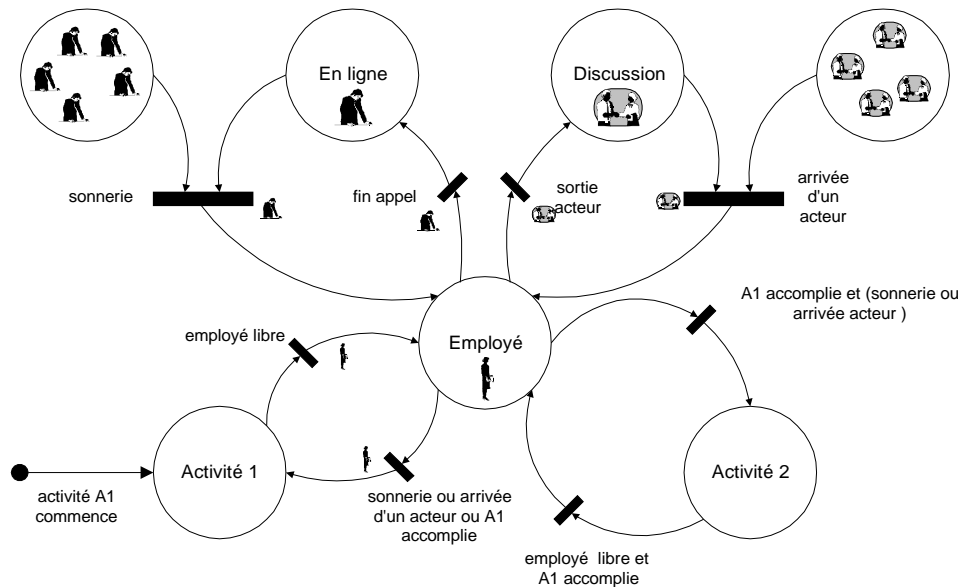 En ligne
Discussion
sonnerie
fin appel
sortie
acteur
arrivée
d'un
acteur
A1 accomplie et (sonnerie ou
arrivée acteur )
employé libre
Employé
Activité 1
Activité 2
activité A1
commence
sonnerie ou arrivée
d'un acteur ou A1
accomplie
employé libre et
A1 accomplie